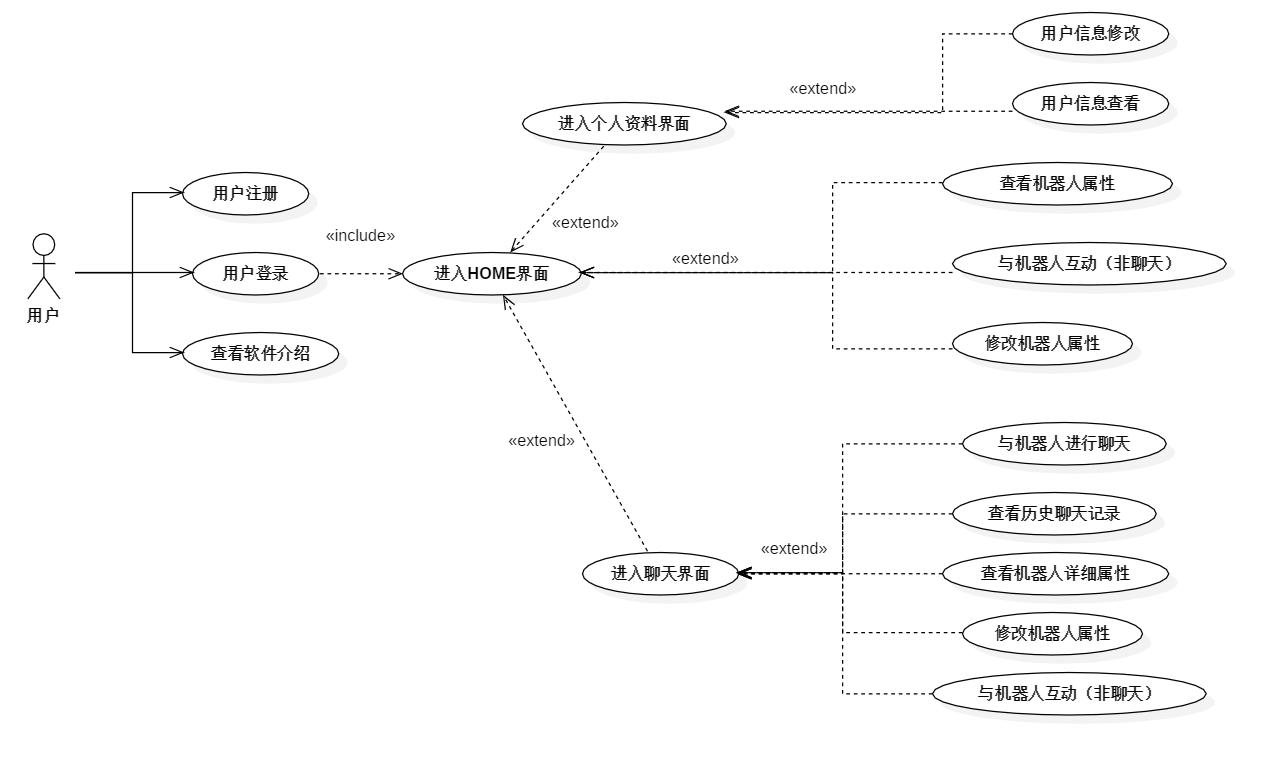 用户信息修改
«extend»
用户信息查看
进入个人资料界面
查看机器人属性
用户注册
«extend»
«include»
«extend»
与机器人互动（非聊天）
用户登录
进入HOME界面
用户
修改机器人属性
查看软件介绍
«extend»
与机器人进行聊天
查看历史聊天记录
«extend»
进入聊天界面
查看机器人详细属性
修改机器人属性
与机器人互动（非聊天）